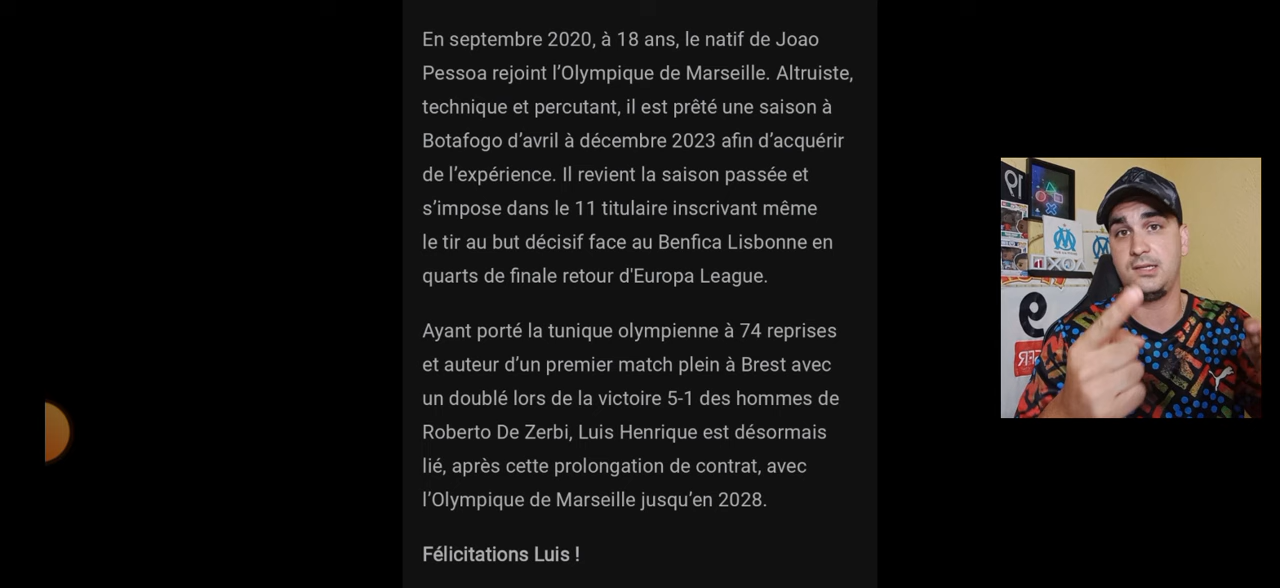 En septembre 2020, à 18 ans, le natif de Joao
Pessoa rejoint l’Olympique de Marseille. Altruiste,
technique et percutant, il est prêté une saison à
Botafogo d’avril à décembre 2023 afin d’acquérir
de l’expérience. Il revient la saison passée et
s’impose dans le 11 titulaire inscrivant même
le tir au but décisif face au Benfica Lisbonne en
quarts de finale retour d'Europa League.
Ayant porté la tunique olympienne à 74 reprises
et auteur d’un premier match plein à Brest avec
un doublé lors de la victoire 5-1 des hommes de
Roberto De Zerbi, Luis Henrique est désormais
lié, après cette prolongation de contrat, avec
l’Olympique de Marseille jusqu’en 2028.
Félicitations Luis !